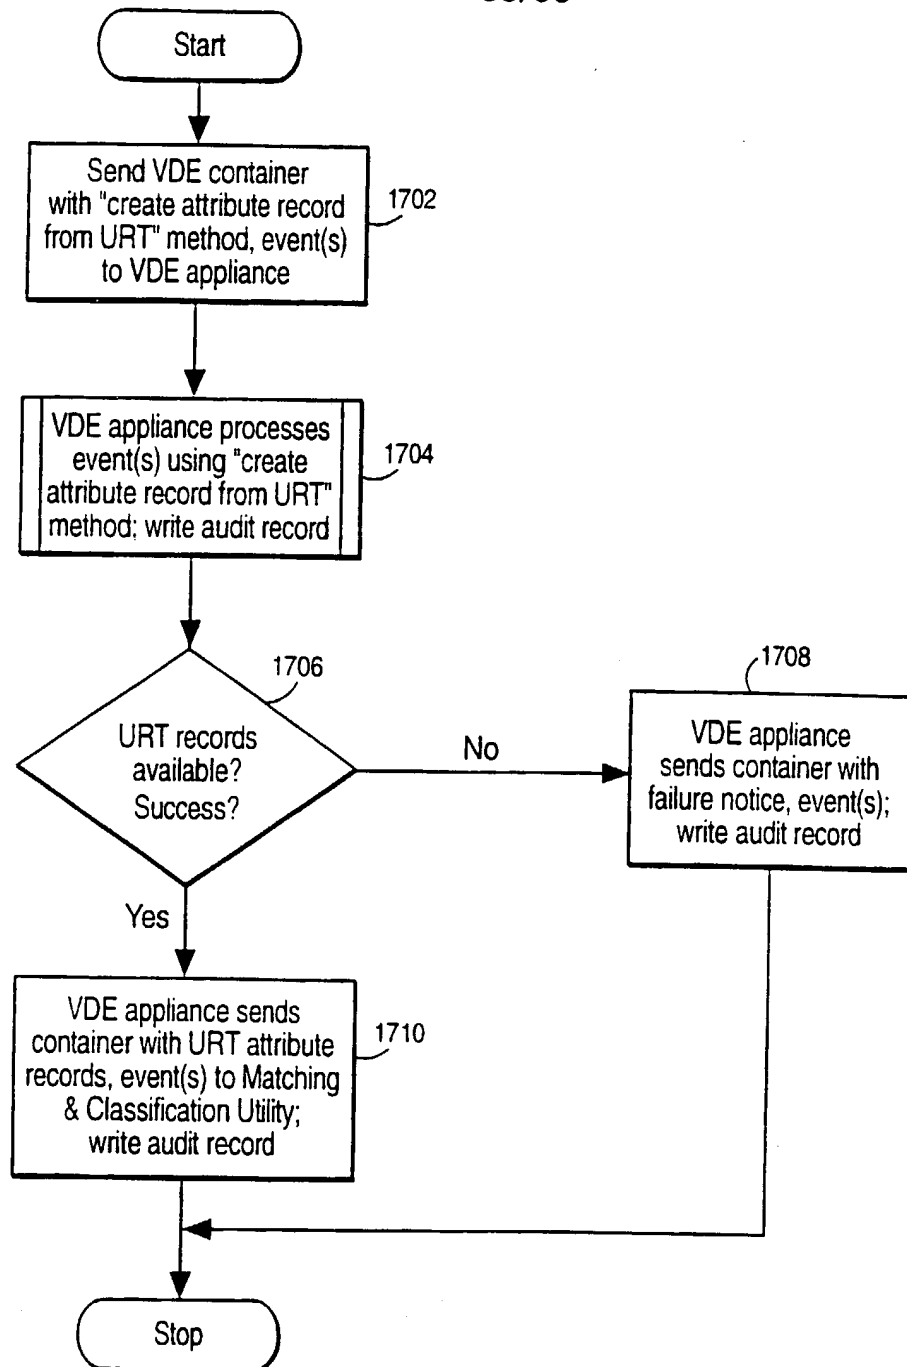 Start
Send VDE container
with "create attribute record
from URT" method, event(s)
to VDE appliance
1702
VDE appliance processes
event(s) using "create
attribute record from URT"
method; write audit record
1704
1706
URT records
available?
Success?
No
1708
VDE appliance
sends container with
failure notice, event(s);
write audit record
Yes
VDE appliance sends
container with URT attribute
records, event(s) to Matching
& Classification Utility;
write audit record
1710
Stop